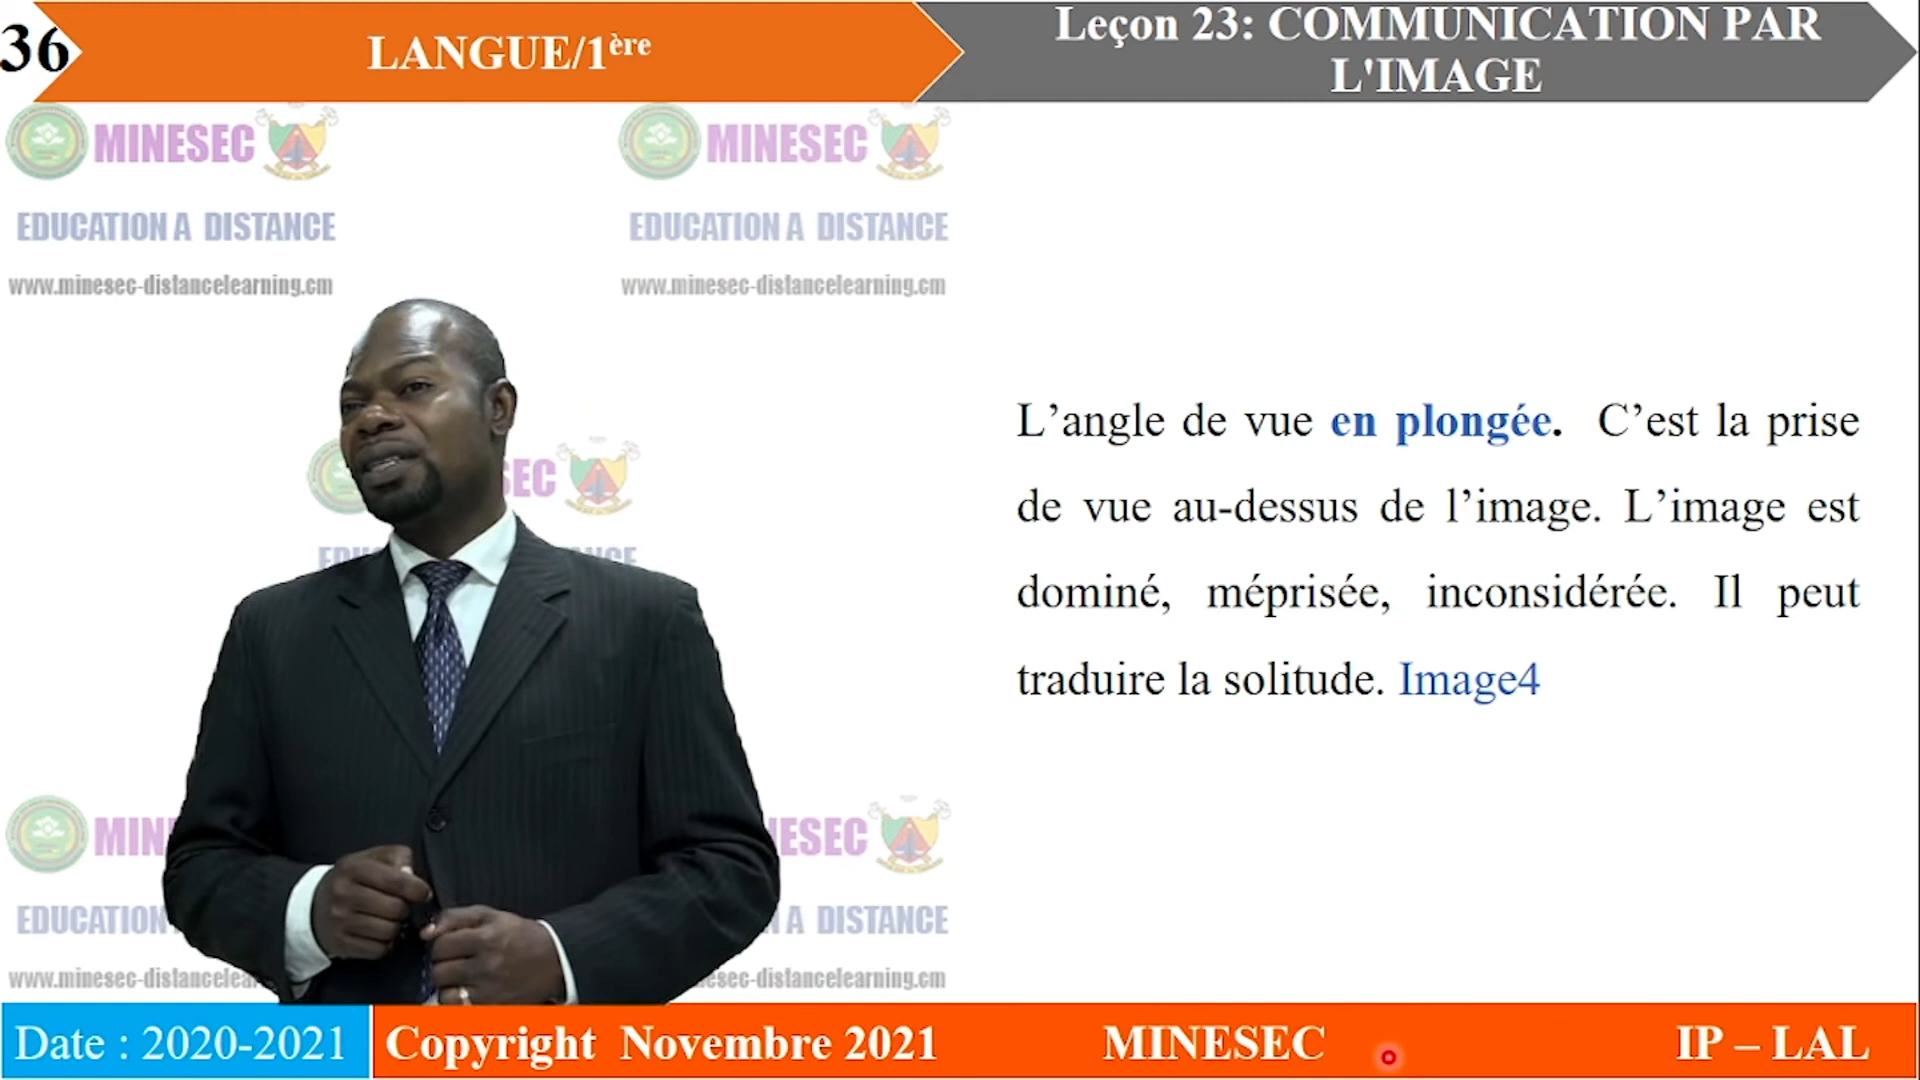 36
LANGUE/1ère
Leçon 23: COMMUNICATION PAR
L'IMAGE
MINESEC
MINESEC
EDUCATION A DISTANCE
EDUCATION A DISTANCE
www.minesec-distancelearning.cm
www.minesec-distancelearning.cm
L’angle de vue en plongée. C’est la prise
de vue au-dessus de l’image. L’image est
dominé, méprisée, inconsidérée. Il peut
traduire la solitude. Image4
Date : 2020-2021
Copyright Novembre 2021
MINESEC
IP – LAL